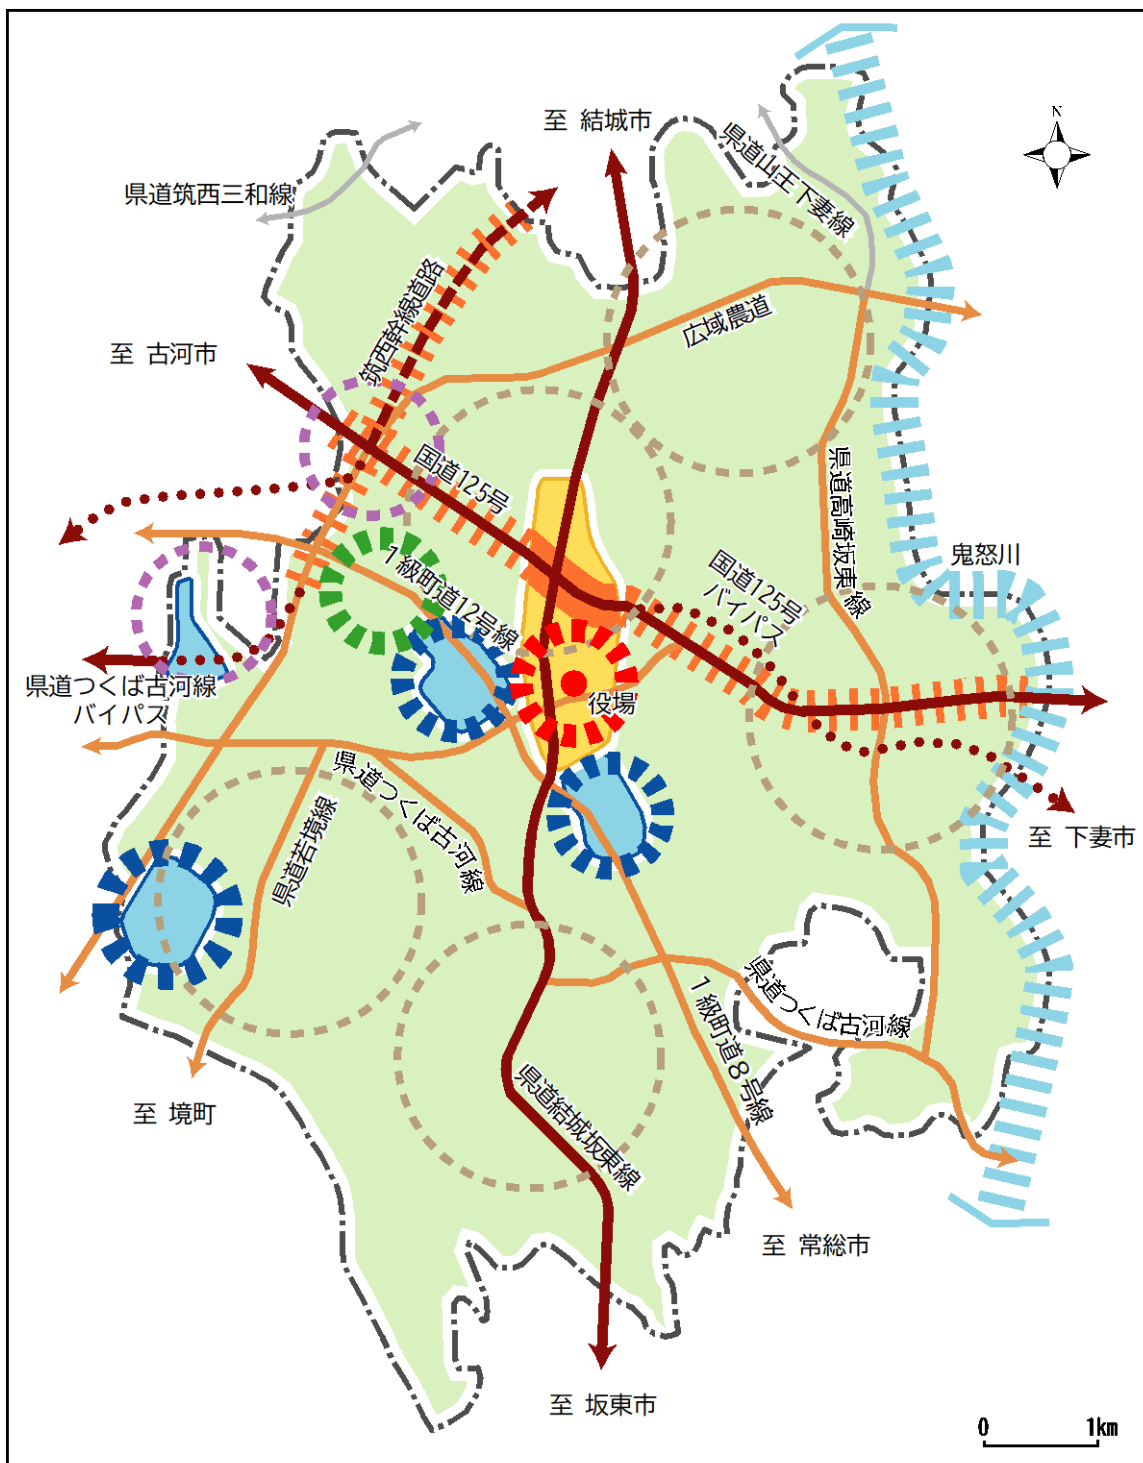 N
至 結城市
県道山王下妻線
県道筑西三和線
筑西幹線道路
広域農道
至 古河市
国道125号
県道高崎坂東線
鬼怒川
1級町道12号線
国道125号
バイパス
県道つくば古河線
バイパス
役場
県道つくば古河線
県道若境線
至 下妻市
県道つくば古河線
1級町道8号線
県道結城坂東線
至 境町
至 常総市
至 坂東市
0 1km